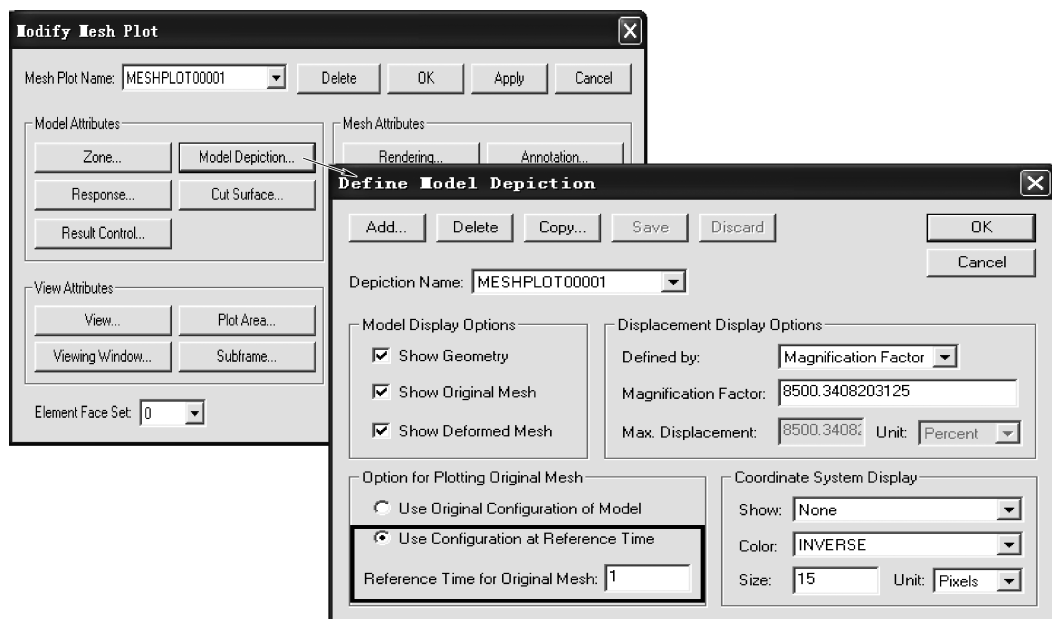 Modify Mesh Plot
Mesh Plot Name: MESHPLOT00001 Delete OK Apply Cancel
Model Attributes
Zone... Model Depiction...
Response... Cut Surface...
Result Control...
Mesh Attributes
Rendering... Annotation...
View Attributes
View... Plot Area...
Viewing Window... Subframe...
Element Face Set: 0
Define Model Depiction
Add... Delete Copy... Save Discard OK
Cancel
Depiction Name: MESHPLOT00001
Model Display Options
Show Geometry
Show Original Mesh
Show Deformed Mesh
Displacement Display Options
Defined by: Magnification Factor
Magnification Factor: 8500.3408203125
Max. Displacement: 8500.3408 Unit: Percent
Option for Plotting Original Mesh
Use Original Configuration of Model
Use Configuration at Reference Time
Reference Time for Original Mesh: 1
Coordinate System Display
Show: None
Color: INVERSE
Size: 15 Unit: Pixels